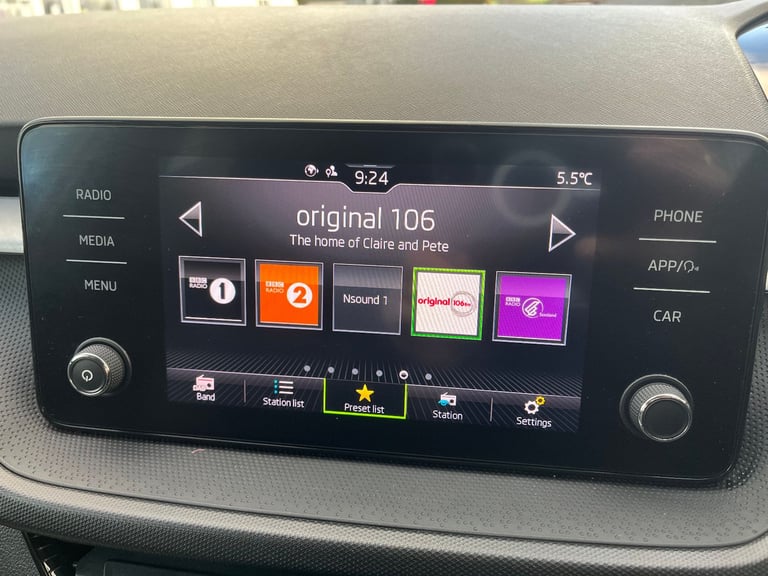 RADIO
MEDIA
MENU
9:24
5.5°C
original 106
The home of Claire and Pete
BBC
RADIO
1
BBC
RADIO
2
Nsound 1
original 106fm
BBC
RADIO
Scotland
Band
Station list
Preset list
Station
Settings
PHONE
APP/
CAR